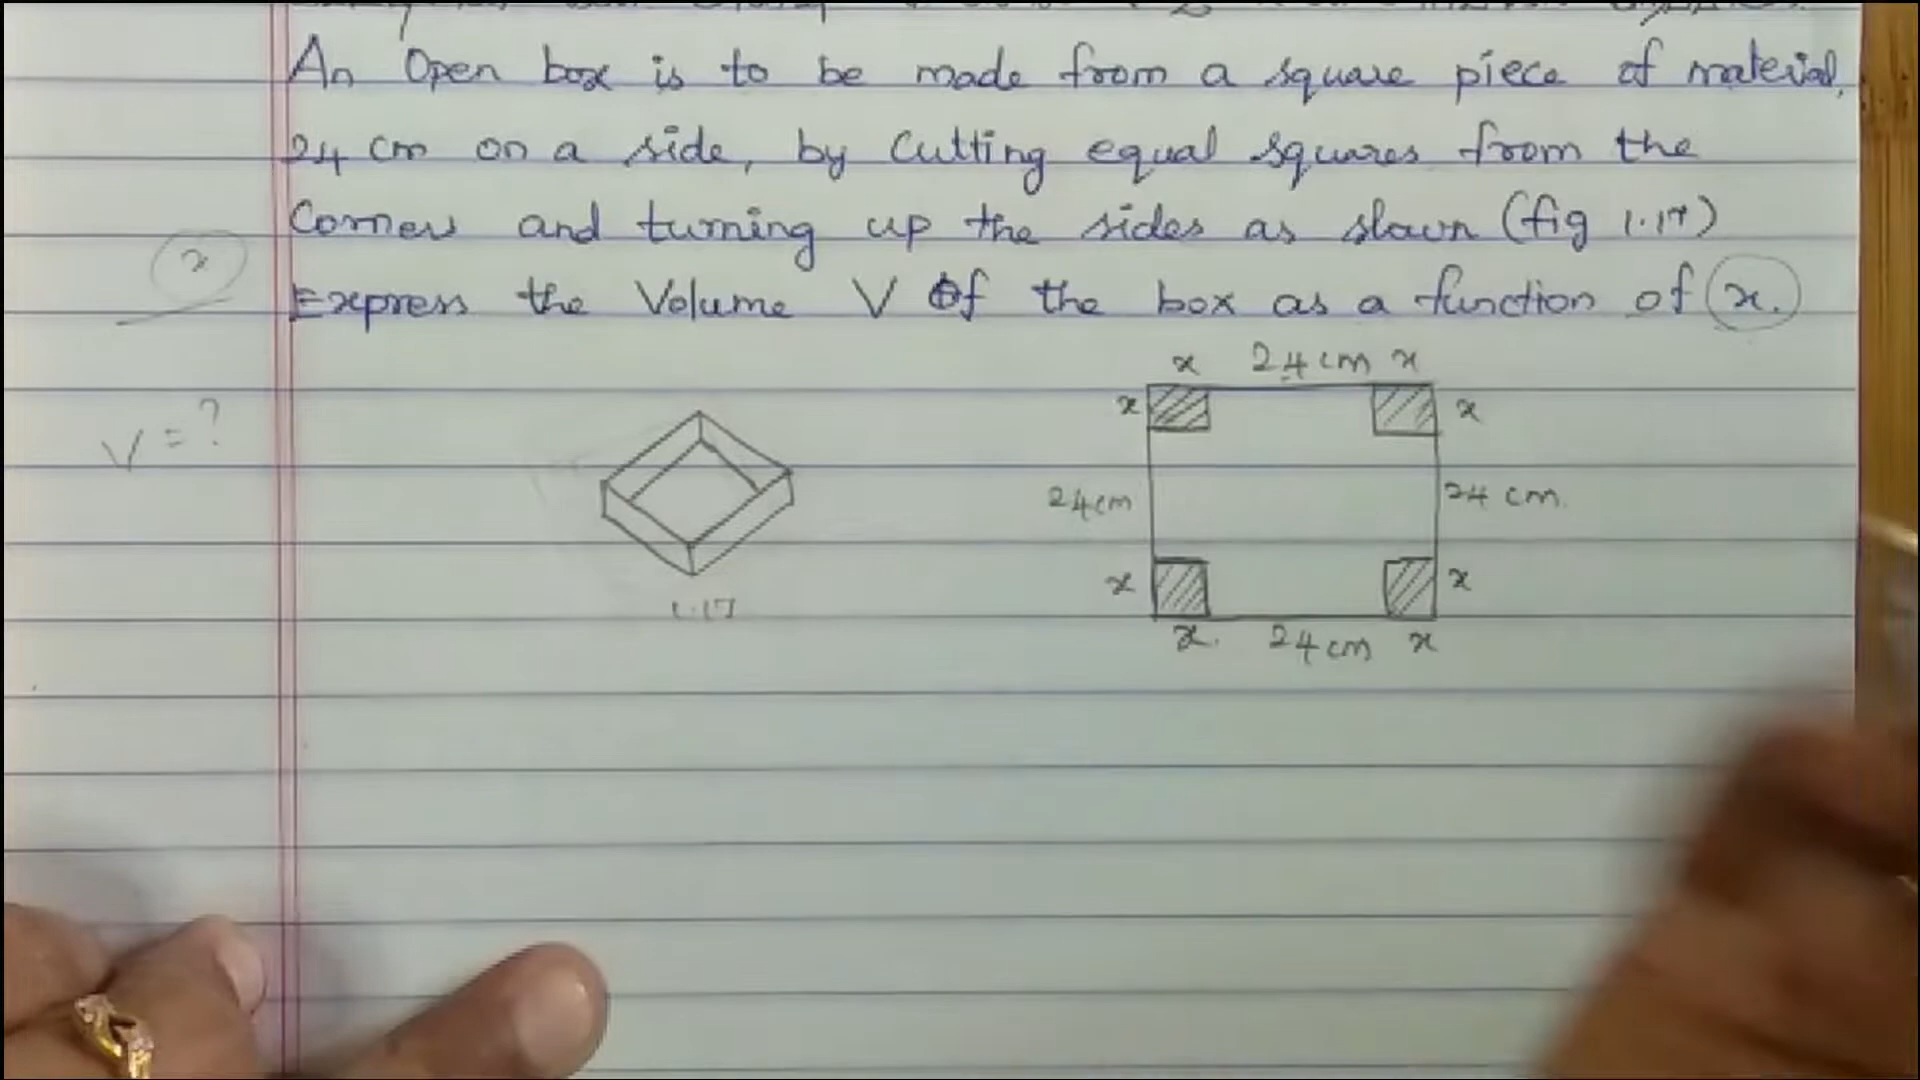 An Open box is to be made from a square piece of material,
24 cm on a side, by Cutting equal squares from the
Corners and turning up the sides as shown (fig 1.17)
x
Express the Volume V of the box as a function of x.
V = ?
x 24cm x
x x
24cm 24 cm.
x x
1.17
x. 24cm x